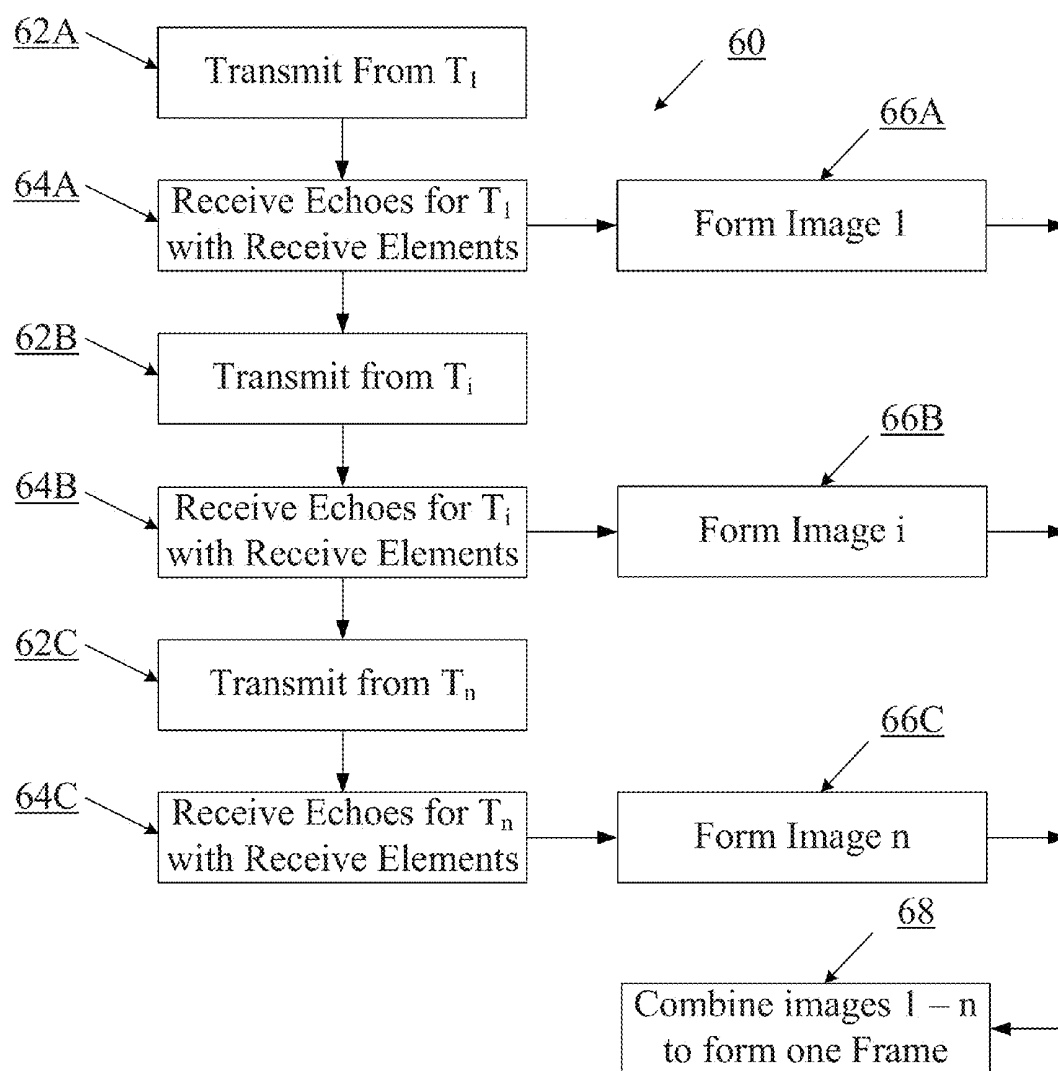 62A
Transmit From T₁
60
66A
64A
Receive Echoes for T₁
with Receive Elements
Form Image 1
62B
Transmit from Tᵢ
66B
64B
Receive Echoes for Tᵢ
with Receive Elements
Form Image i
62C
Transmit from Tₙ
66C
64C
Receive Echoes for Tₙ
with Receive Elements
Form Image n
68
Combine images 1 – n
to form one Frame